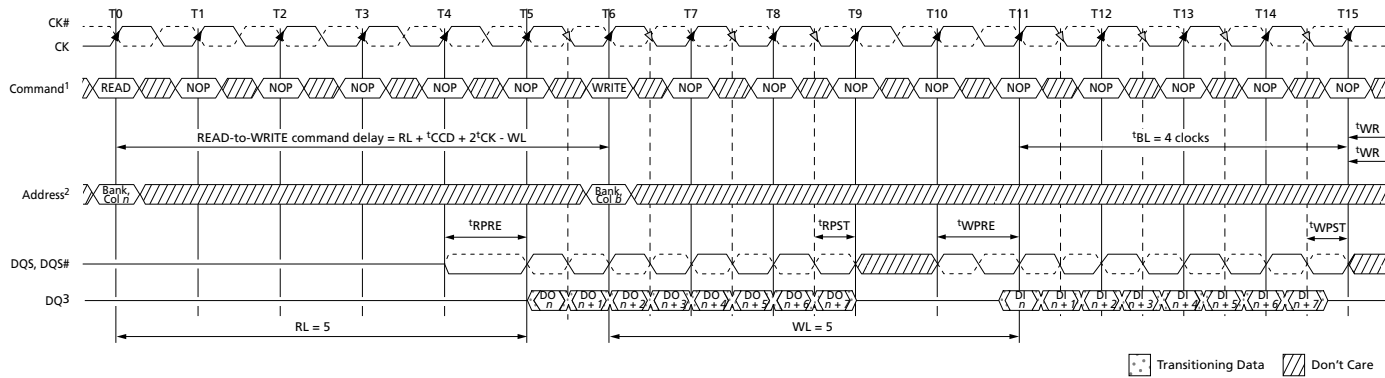 T0 T1 T2 T3 T4 T5 T6 T7 T8 T9 T10 T11 T12 T13 T14 T15
CK#
CK
Command1 READ NOP NOP NOP NOP NOP WRITE NOP NOP NOP NOP NOP NOP NOP NOP NOP
READ-to-WRITE command delay = RL + tCCD + 2tCK - WL
tBL = 4 clocks
tWR
tWR
Address2
Bank, Col n
Bank, Col b
tRPRE tRPST tWPRE tWPST
DQS, DQS#
DQ3
DO n DO n + 1 DO n + 2 DO n + 3 DO n + 4 DO n + 5 DO n + 6 DO n + 7
DI n DI n + 1 DI n + 2 DI n + 3 DI n + 4 DI n + 5 DI n + 6 DI n + 7
RL = 5 WL = 5
Transitioning Data Don't Care